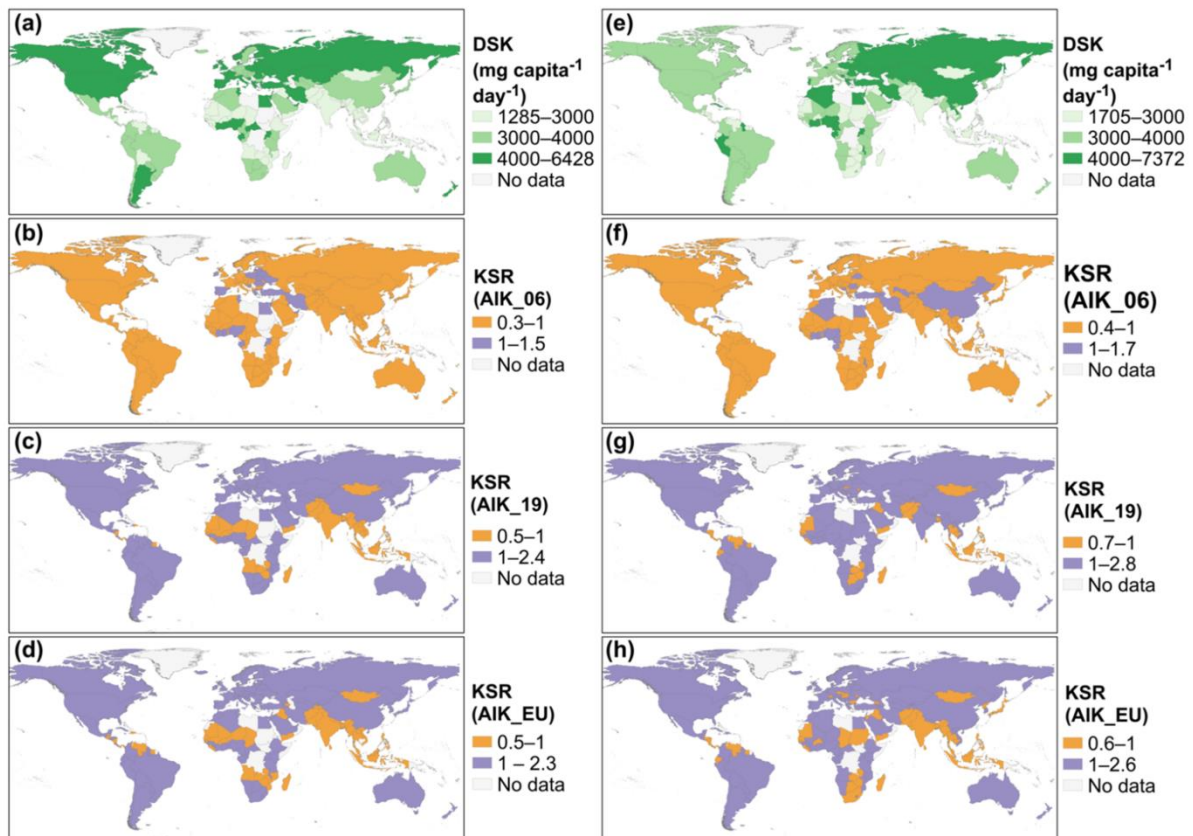 (a)
DSK
(mg capita⁻¹
day⁻¹)
1285–3000
3000–4000
4000–6428
No data
(e)
DSK
(mg capita⁻¹
day⁻¹)
1705–3000
3000–4000
4000–7372
No data
(b)
KSR
(AIK_06)
0.3–1
1–1.5
No data
(f)
KSR
(AIK_06)
0.4–1
1–1.7
No data
(c)
KSR
(AIK_19)
0.5–1
1–2.4
No data
(g)
KSR
(AIK_19)
0.7–1
1–2.8
No data
(d)
KSR
(AIK_EU)
0.5–1
1 – 2.3
No data
(h)
KSR
(AIK_EU)
0.6–1
1–2.6
No data